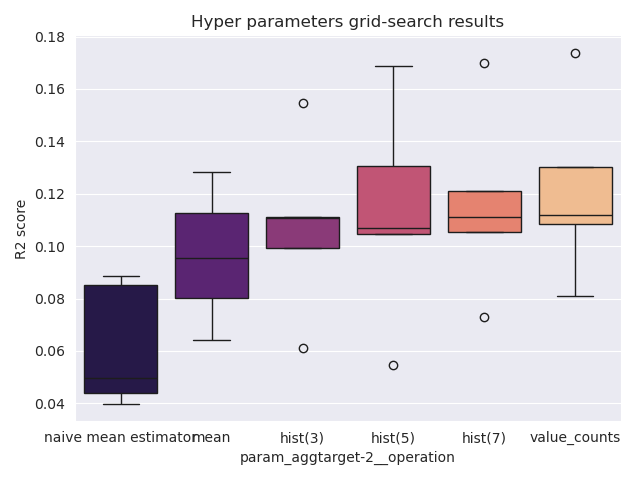 Hyper parameters grid-search results
R2 score
0.18
0.16
0.14
0.12
0.10
0.08
0.06
0.04
naive mean estimator mean hist(3) hist(5) hist(7) value_counts
param_aggtarget-2__operation